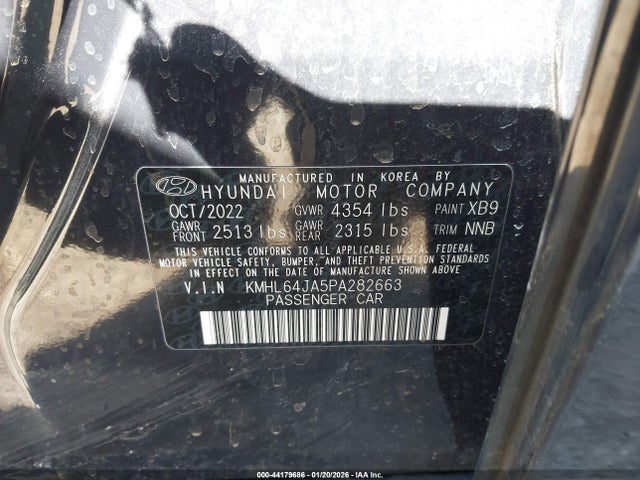 MANUFACTURED IN KOREA BY
HYUNDAI MOTOR COMPANY
OCT/2022 GVWR 4354 lbs PAINT XB9
GAWR FRONT 2513 lbs GAWR REAR 2315 lbs TRIM NNB
THIS VEHICLE CONFORMS TO ALL APPLICABLE U.S.A. FEDERAL
MOTOR VEHICLE SAFETY, BUMPER, AND THEFT PREVENTION STANDARDS
IN EFFECT ON THE DATE OF MANUFACTURE SHOWN ABOVE.
V.I.N KMHL64JA5PA282663
PASSENGER CAR
000-44179686 - 01/20/2026 - IAA Inc.